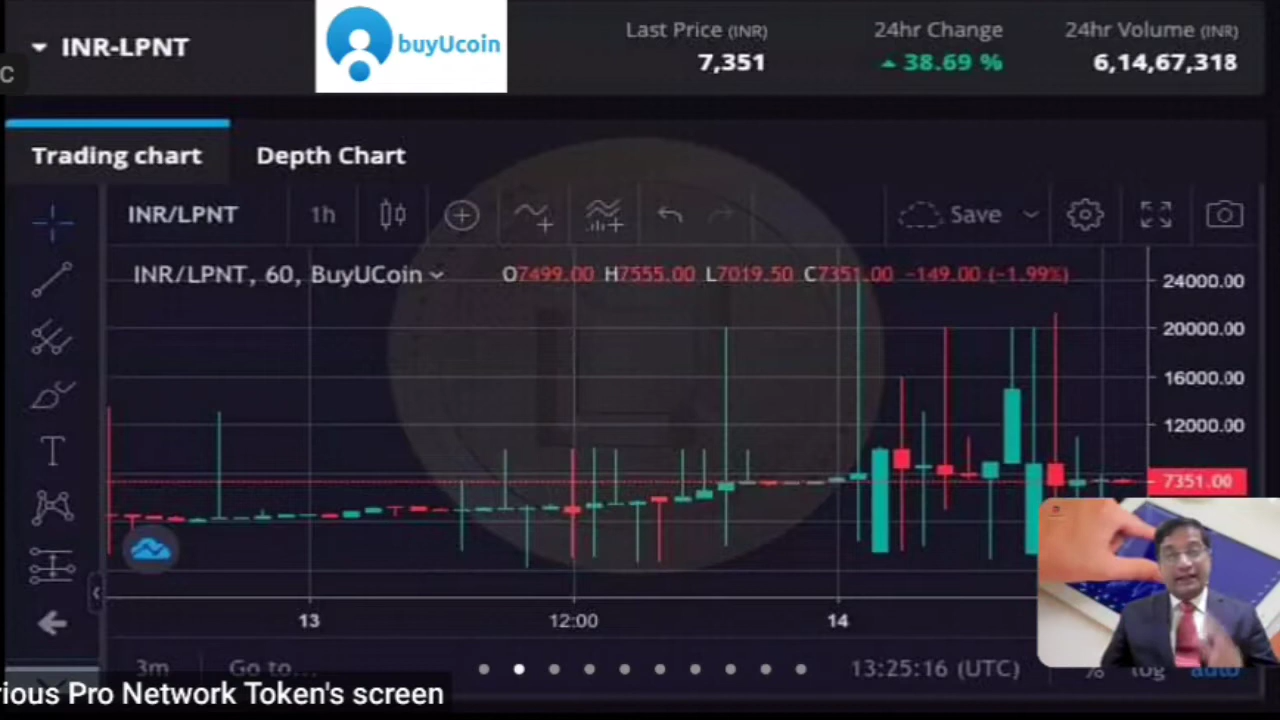 INR-LPNT
buyUcoin
Last Price (INR)
7,351
24hr Change
38.69 %
24hr Volume (INR)
6,14,67,318
C
Trading chart
Depth Chart
INR/LPNT
1h
Save
INR/LPNT, 60, BuyUCoin
O7499.00 H7555.00 L7019.50 C7351.00 −149.00 (−1.99%)
24000.00
20000.00
16000.00
12000.00
7351.00
13
12:00
14
3m
Go to...
13:25:16 (UTC)
%
log
auto
rious Pro Network Token's screen